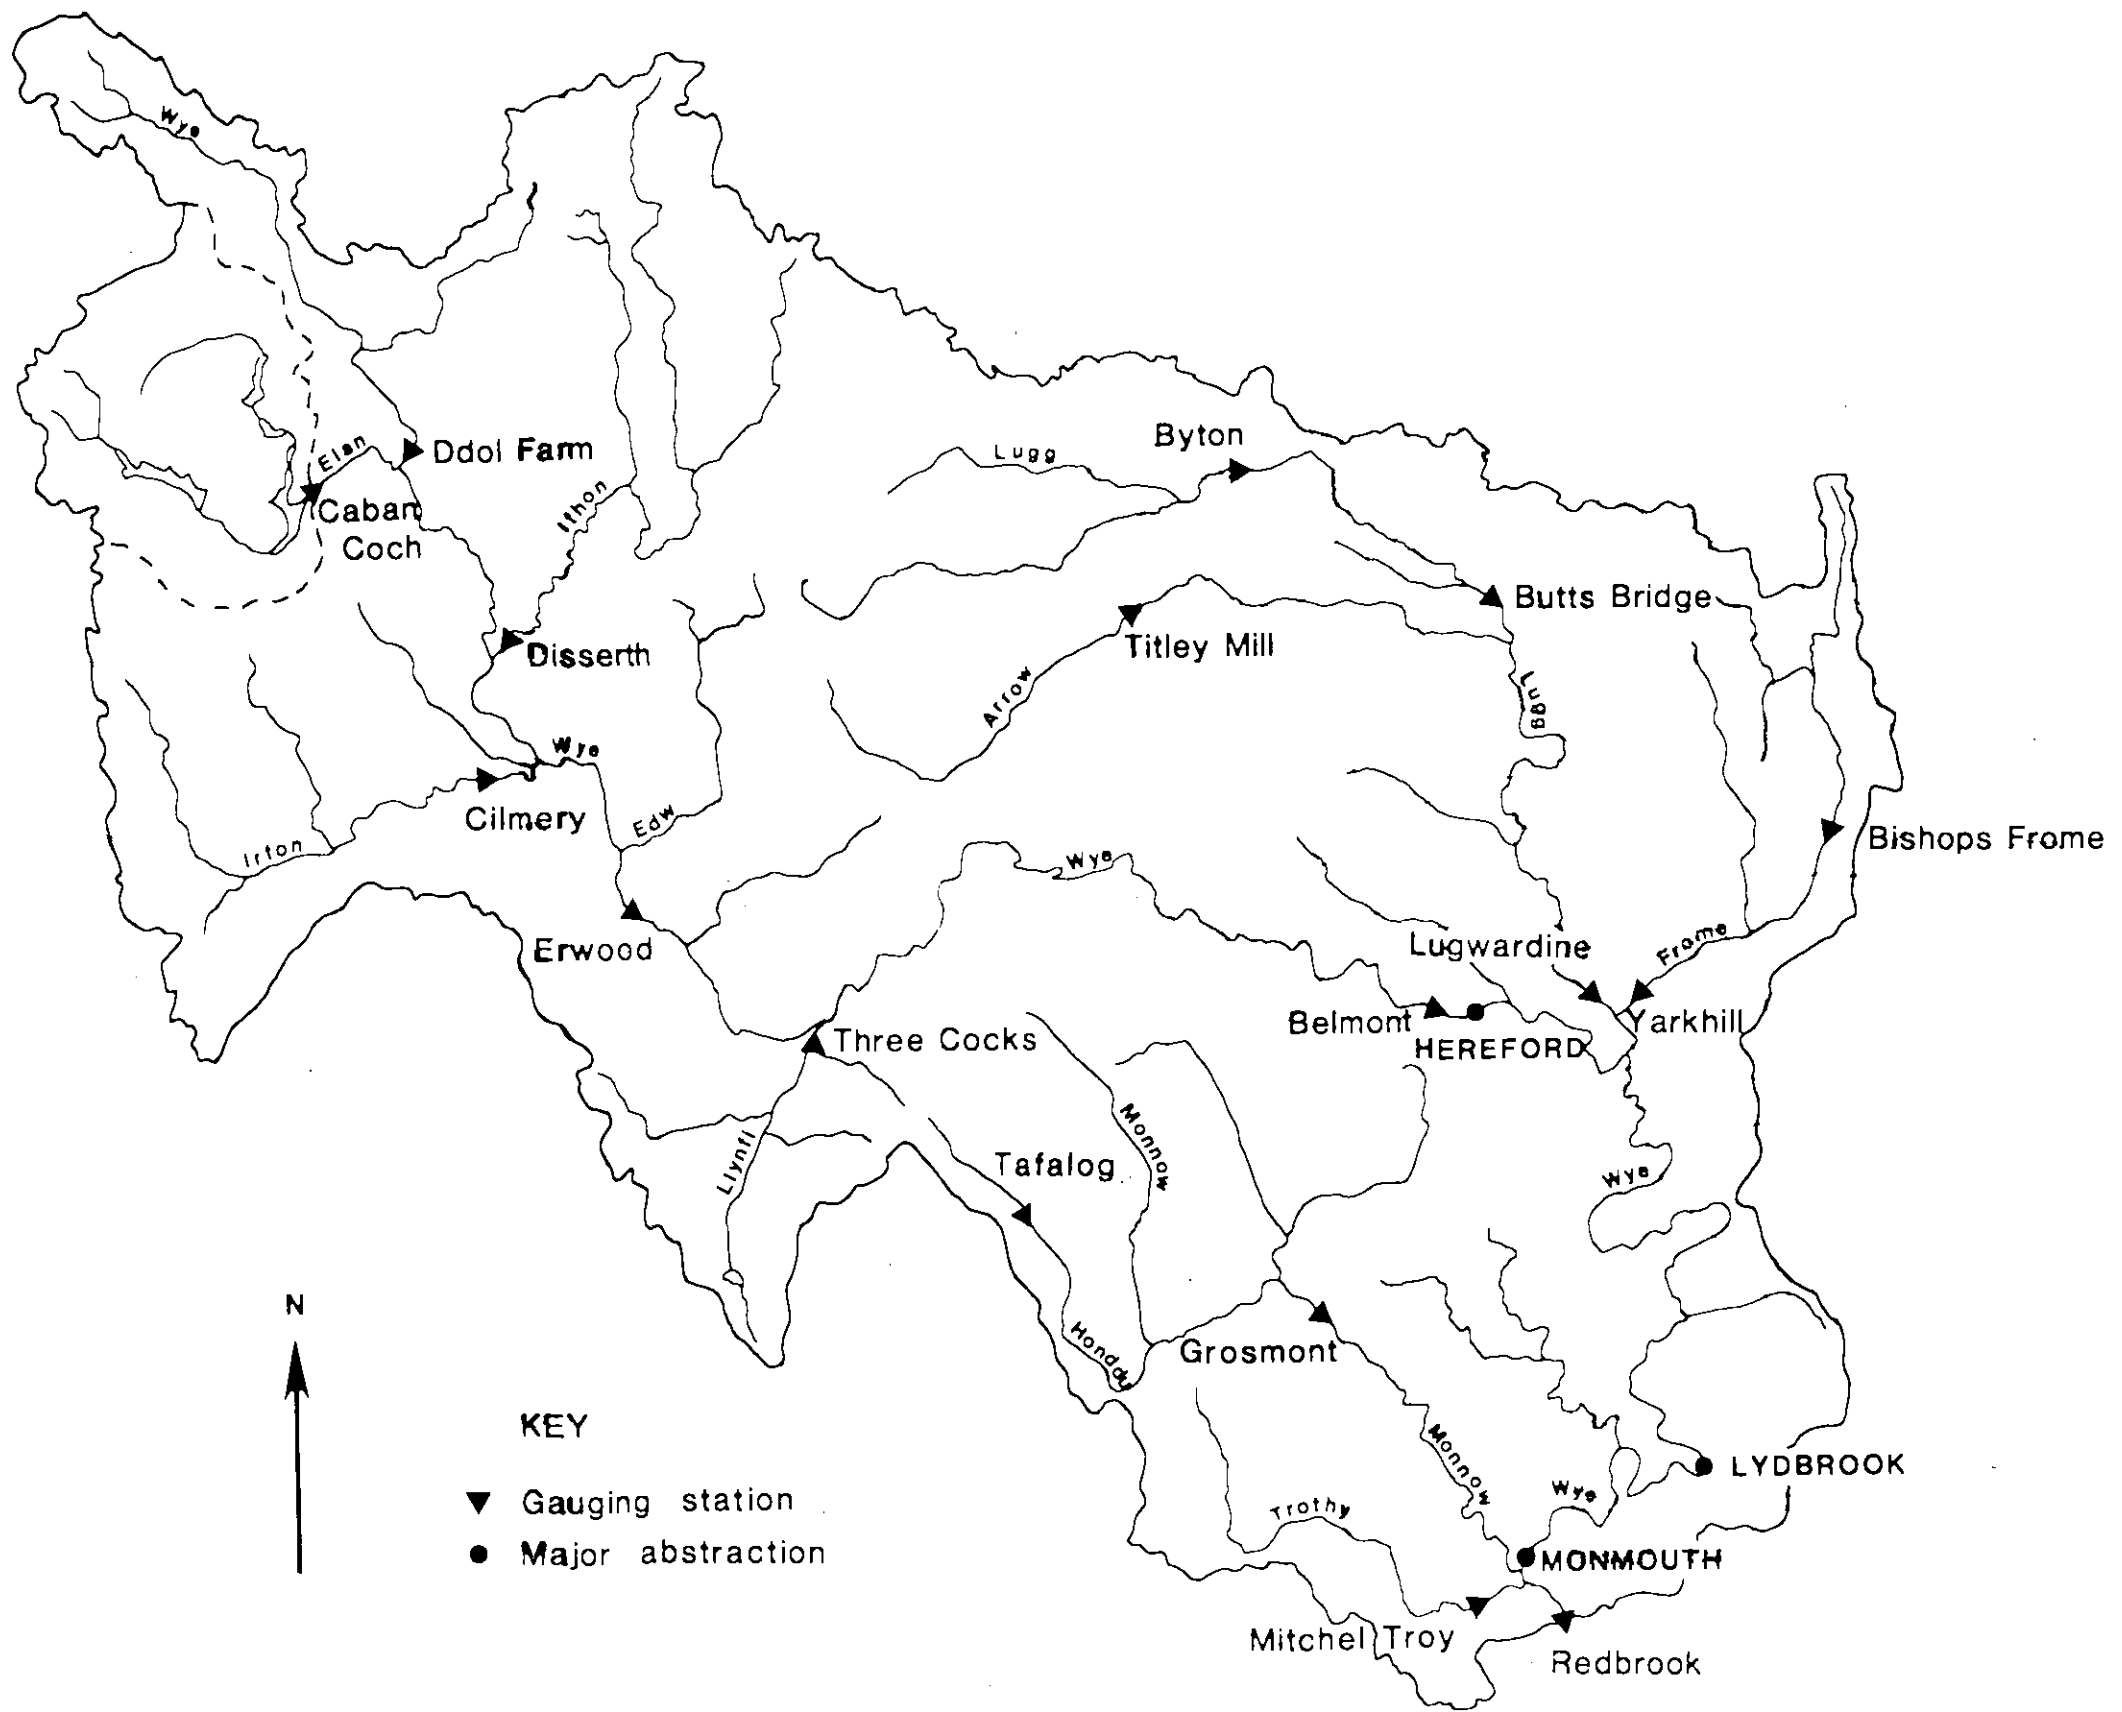 Wye
Byton
Lugg
Elan
Ddol Farm
Ithon
Caban
Coch
Butts Bridge
Titley Mill
Disserth
Arrow
Lugg
Wye
Cilmery
Edw
Irfon
Bishops Frome
Wye
Erwood
Lugwardine
Frome
Belmont
Yarkhill
Three Cocks
HEREFORD
Monnow
Llynfi
Tafalog
Wye
N
Honddu
Grosmont
KEY
Monnow
LYDBROOK
Gauging station
Wye
Trothy
Major abstraction
MONMOUTH
Mitchel Troy
Redbrook